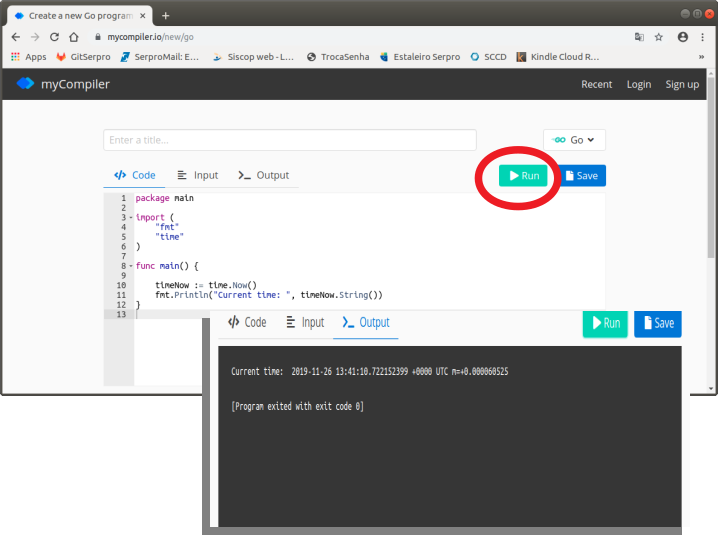 Create a new Go program
mycompiler.io/new/go
Apps GitSerpro SerproMail: E... Siscop web - L... TrocaSenha Estaleiro Serpro SCCD Kindle Cloud R... »
myCompiler Recent Login Sign up
Enter a title... Go
Code Input Output Run Save
1 package main
2
3 import (
4 "fmt"
5 "time"
6 )
7
8 func main() {
9
10 timeNow := time.Now()
11 fmt.Println("Current time: ", timeNow.String())
12 }
13
Code Input Output Run Save
Current time:  2019-11-26 13:41:10.722152399 +0000 UTC m=+0.000060525
[Program exited with exit code 0]